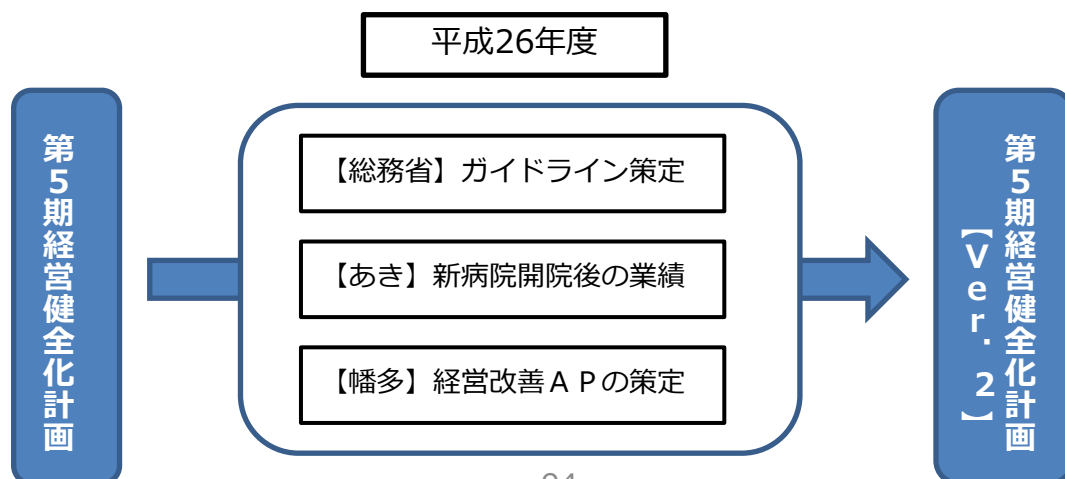 平成26年度
第5期経営健全化計画
【総務省】ガイドライン策定
【あき】新病院開院後の業績
【幡多】経営改善ＡＰの策定
第5期経営健全化計画
【Ver.2】